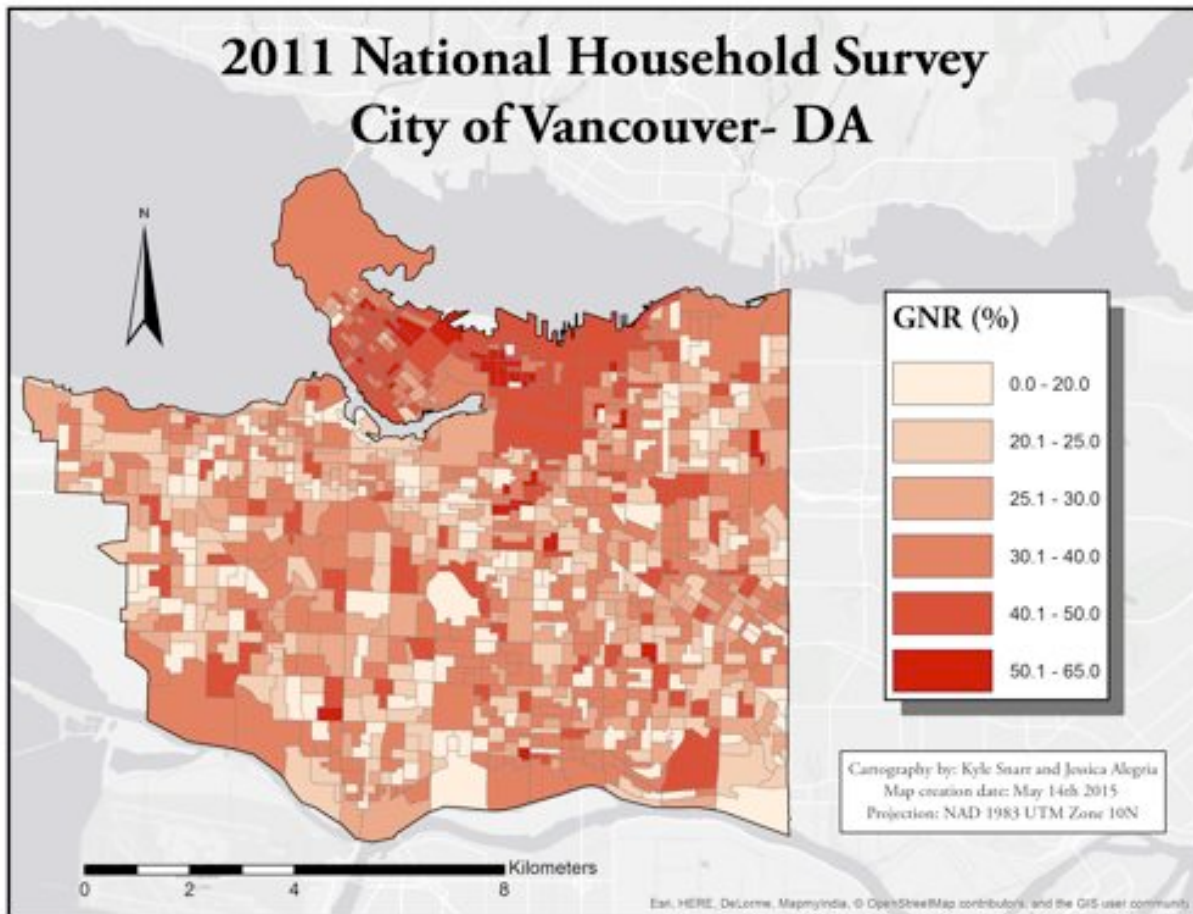 2011 National Household Survey
City of Vancouver- DA
N
GNR (%)
0.0 - 20.0
20.1 - 25.0
25.1 - 30.0
30.1 - 40.0
40.1 - 50.0
50.1 - 65.0
Cartography by: Kyle Snarr and Jessica Alegria
Map creation date: May 14th 2015
Projection: NAD 1983 UTM Zone 10N
Kilometers
0 2 4 8
Esri, HERE, DeLorme, MapmyIndia, © OpenStreetMap contributors, and the GIS user community